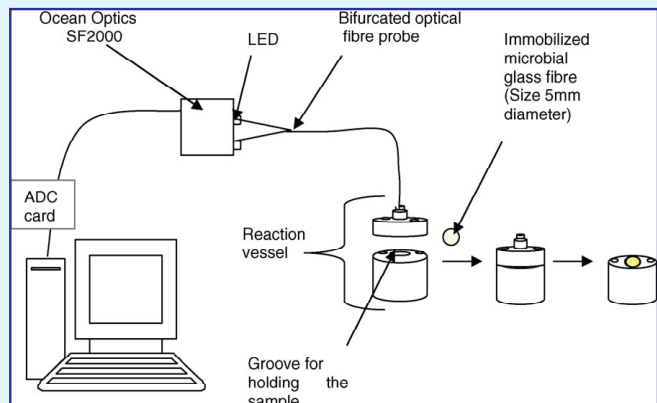 Ocean Optics
SF2000
LED
Bifurcated optical
fibre probe
Immobilized
microbial
glass fibre
(Size 5mm
diameter)
ADC
card
Reaction
vessel
Groove for
holding the
sample